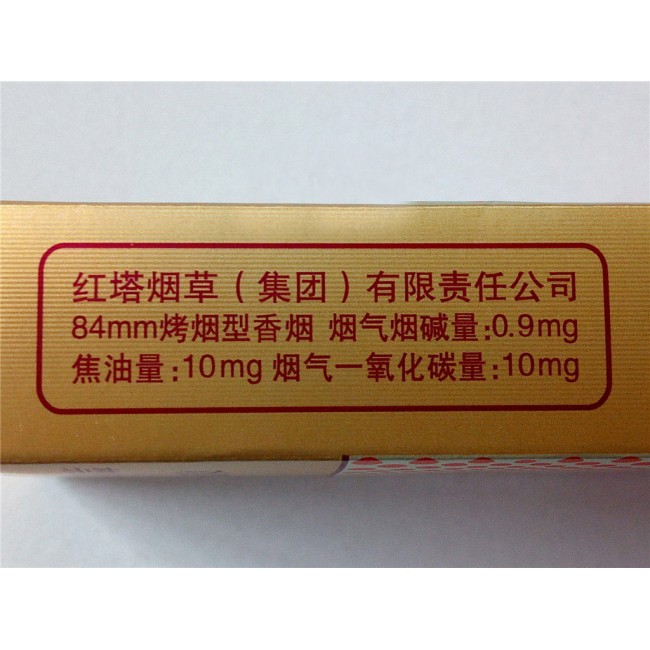 红塔烟草（集团）有限责任公司
84mm烤烟型香烟 烟气烟碱量:0.9mg
焦油量:10mg 烟气一氧化碳量:10mg